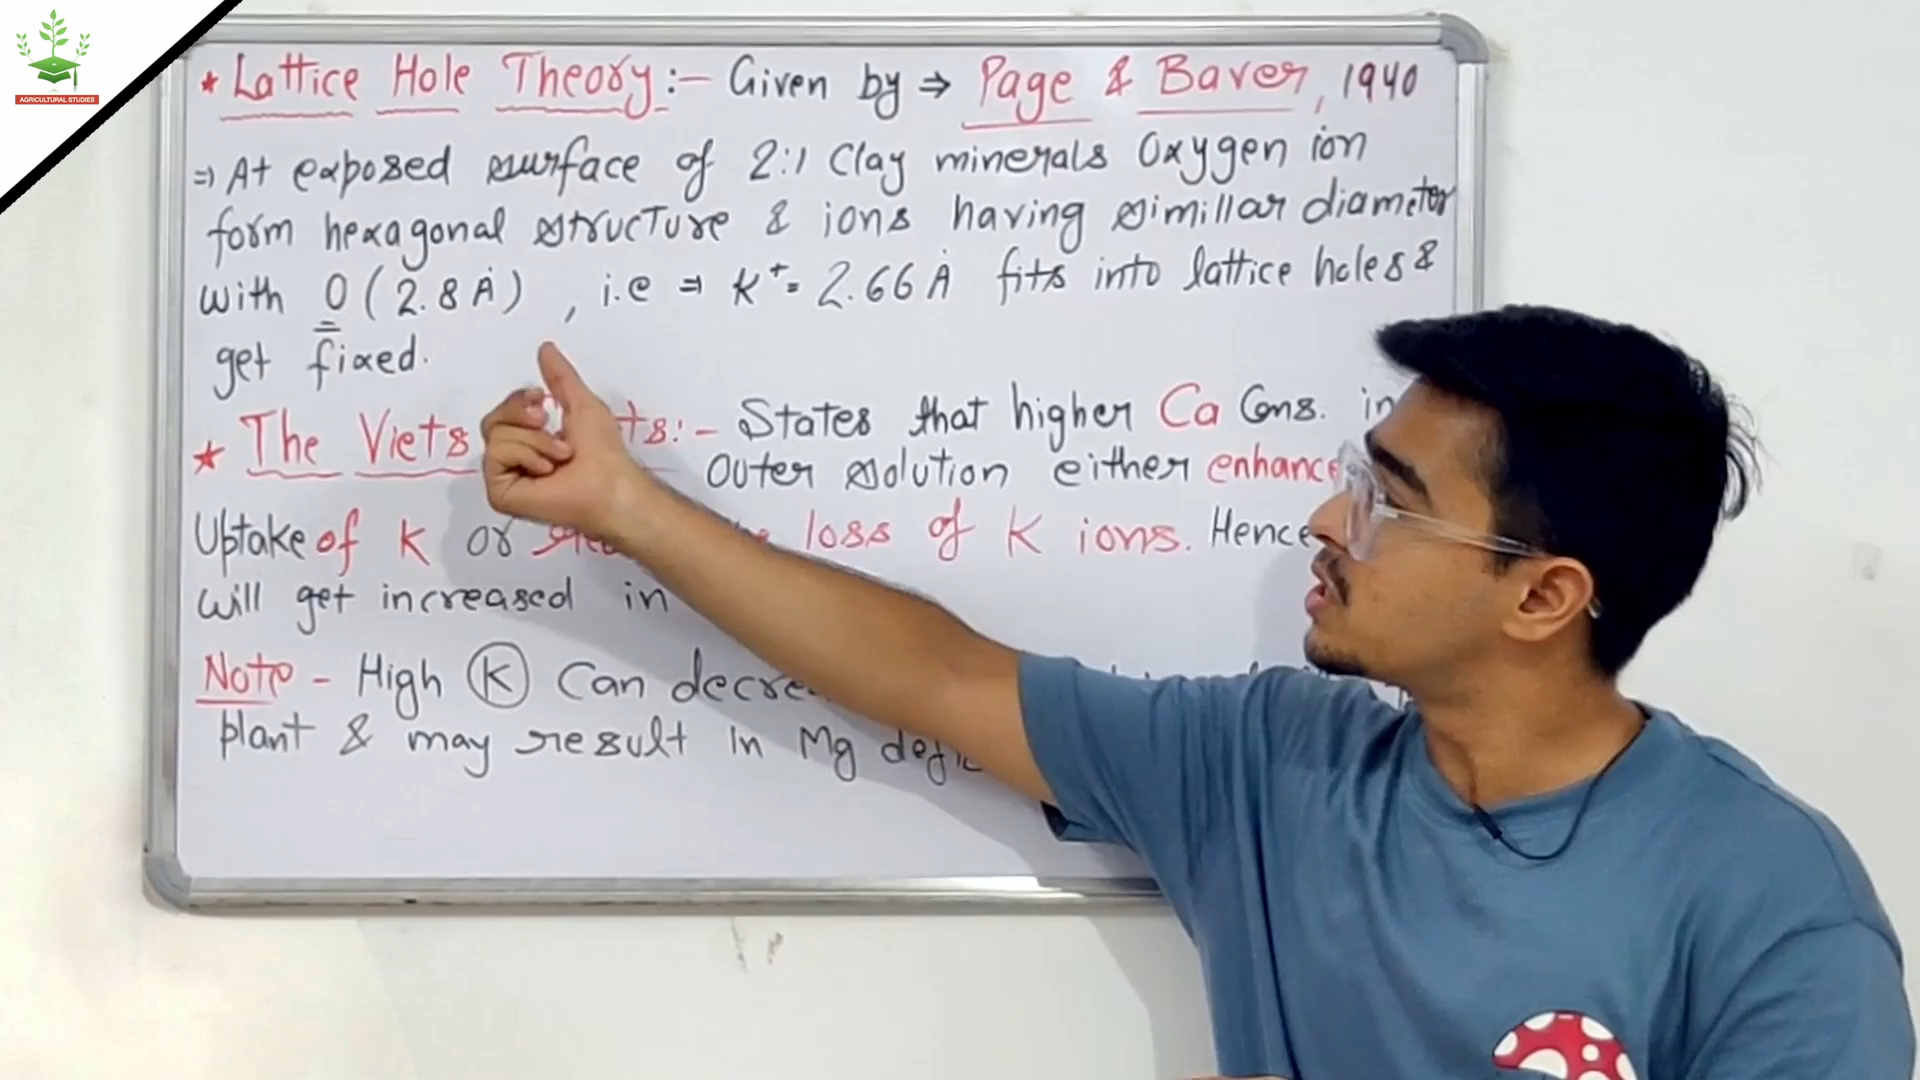 AGRICULTURAL STUDIES
* Lattice Hole Theory :- Given by ⇒ Page & Baver, 1940
⇒ At exposed surface of 2:1 Clay minerals Oxygen ion
form hexagonal structure & ions having simillar diameter
with O (2.8 Å) , i.e ⇒ K⁺ = 2.66 Å fits into lattice holes &
get fixed.
* The Viets :- States that higher Ca Cons. in
Outer solution either enhance
Uptake of K or loss of K ions. Hence
will get increased in
Note - High K Can
plant & may result in Mg